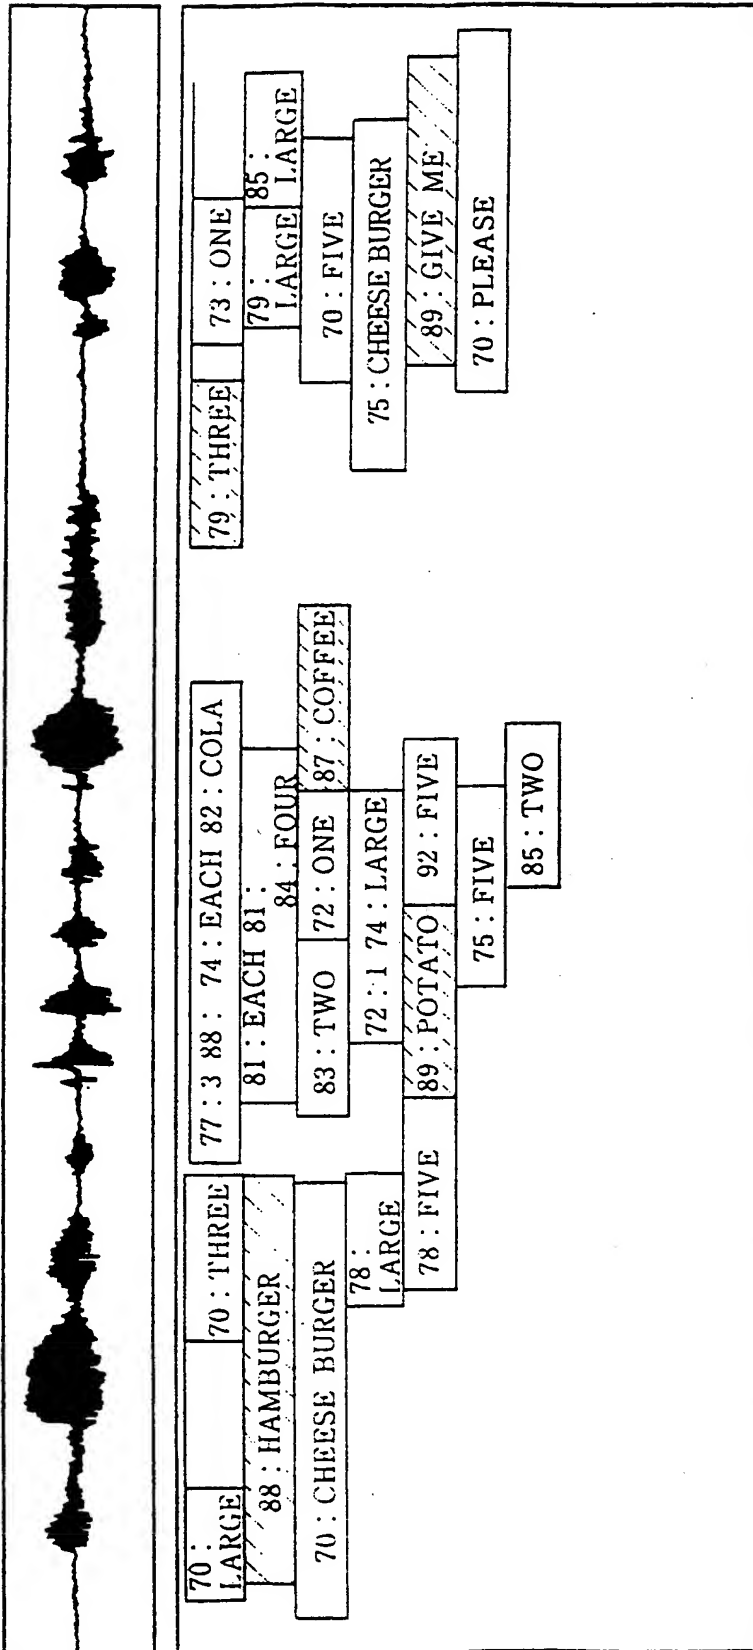 70 : LARGE
70 : THREE
77 : 3 88 : 74 : EACH 82 : COLA
79 : THREE
73 : ONE
88 : HAMBURGER
81 : EACH 81 :
84 : FOUR
79 : LARGE
85 : LARGE
70 : CHEESE BURGER
83 : TWO
72 : ONE
87 : COFFEE
70 : FIVE
78 : LARGE
72 : 1 74 : LARGE
75 : CHEESE BURGER
78 : FIVE
89 : POTATO
92 : FIVE
89 : GIVE ME
75 : FIVE
70 : PLEASE
85 : TWO